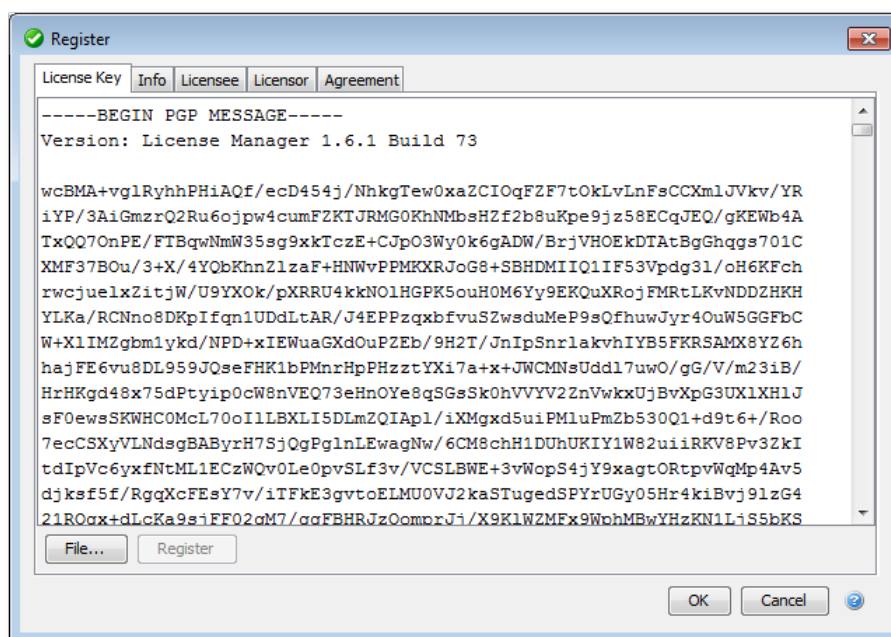 Register
License Key
Info
Licensee
Licensor
Agreement
-----BEGIN PGP MESSAGE-----
Version: License Manager 1.6.1 Build 73
wcBMA+vglRyhhPHiAQf/ecD454j/NhkgTew0xaZCIOqFZF7tOkLvLnFsCCXmlJVkv/YR
iYP/3AiGmzrQ2Ru6ojpw4cumFZKTJRMG0KhNMbsHZf2b8uKpe9jz58ECqJEQ/gKEWb4A
TxQQ7OnPE/FTBqwNmW35sg9xkTczE+CJpO3Wy0k6gADW/BrjVHOEkDTAtBgGhqgs701C
XMF37BOu/3+X/4YQbKhnZlzaF+HNWvPPMKXRJoG8+SBHDMIIQ1IF53Vpdg3l/oH6KFch
rwcjuelxZitjW/U9YXOk/pXRRU4kkNOlHGPK5ouH0M6Yy9EKQuXRojFMRtLKvNDDZHKH
YLKa/RCNno8DKpIfqn1UDdLtAR/J4EPPzqxbfvuSZwsduMeP9sQfhuwJyr4OuW5GGFbC
W+XlIMZgbm1ykd/NPD+xIEWuaGXdOuPZEb/9H2T/JnIpSnrlakvhIYB5FKRSAMX8YZ6h
hajFE6vu8DL959JQseFHK1bPMnrHpPHzztYXi7a+x+JWCMNsUddl7uwO/gG/V/m23iB/
HrHKgd48x75dPtyip0cW8nVEQ73eHnOYe8qSGsSk0hVVYV2ZnVwkxUjBvXpG3UXlXHlJ
sF0ewsSKWHC0McL70oIlLBXLI5DLmZQIApl/iXMgxd5uiPMluPmZb530Q1+d9t6+/Roo
7ecCSXyVLNdsgBAByrH7SjQgPglnLEwagNw/6CM8chH1DUhUKIY1W82uiiRKV8Pv3ZkI
tdIpVc6yxfNtML1ECzWQv0Le0pvSLf3v/VCSLBWE+3vWopS4jY9xagtORtpvWqMp4Av5
djksf5f/RgqXcFEsY7v/iTFkE3gvtoELMU0VJ2kaSTugedSPYrUGy05Hr4kiBvj9lzG4
File...
Register
OK
Cancel